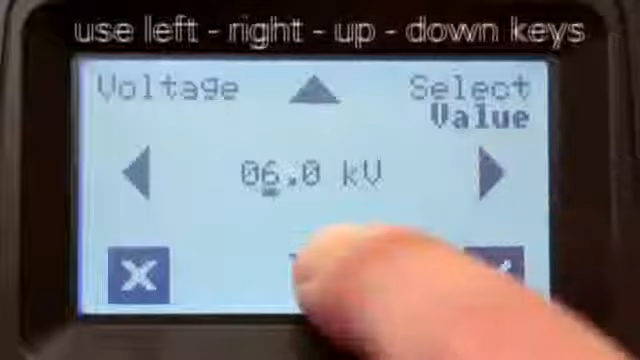 use left - right - up - down keys
Voltage
Select
Value
06.0 kV